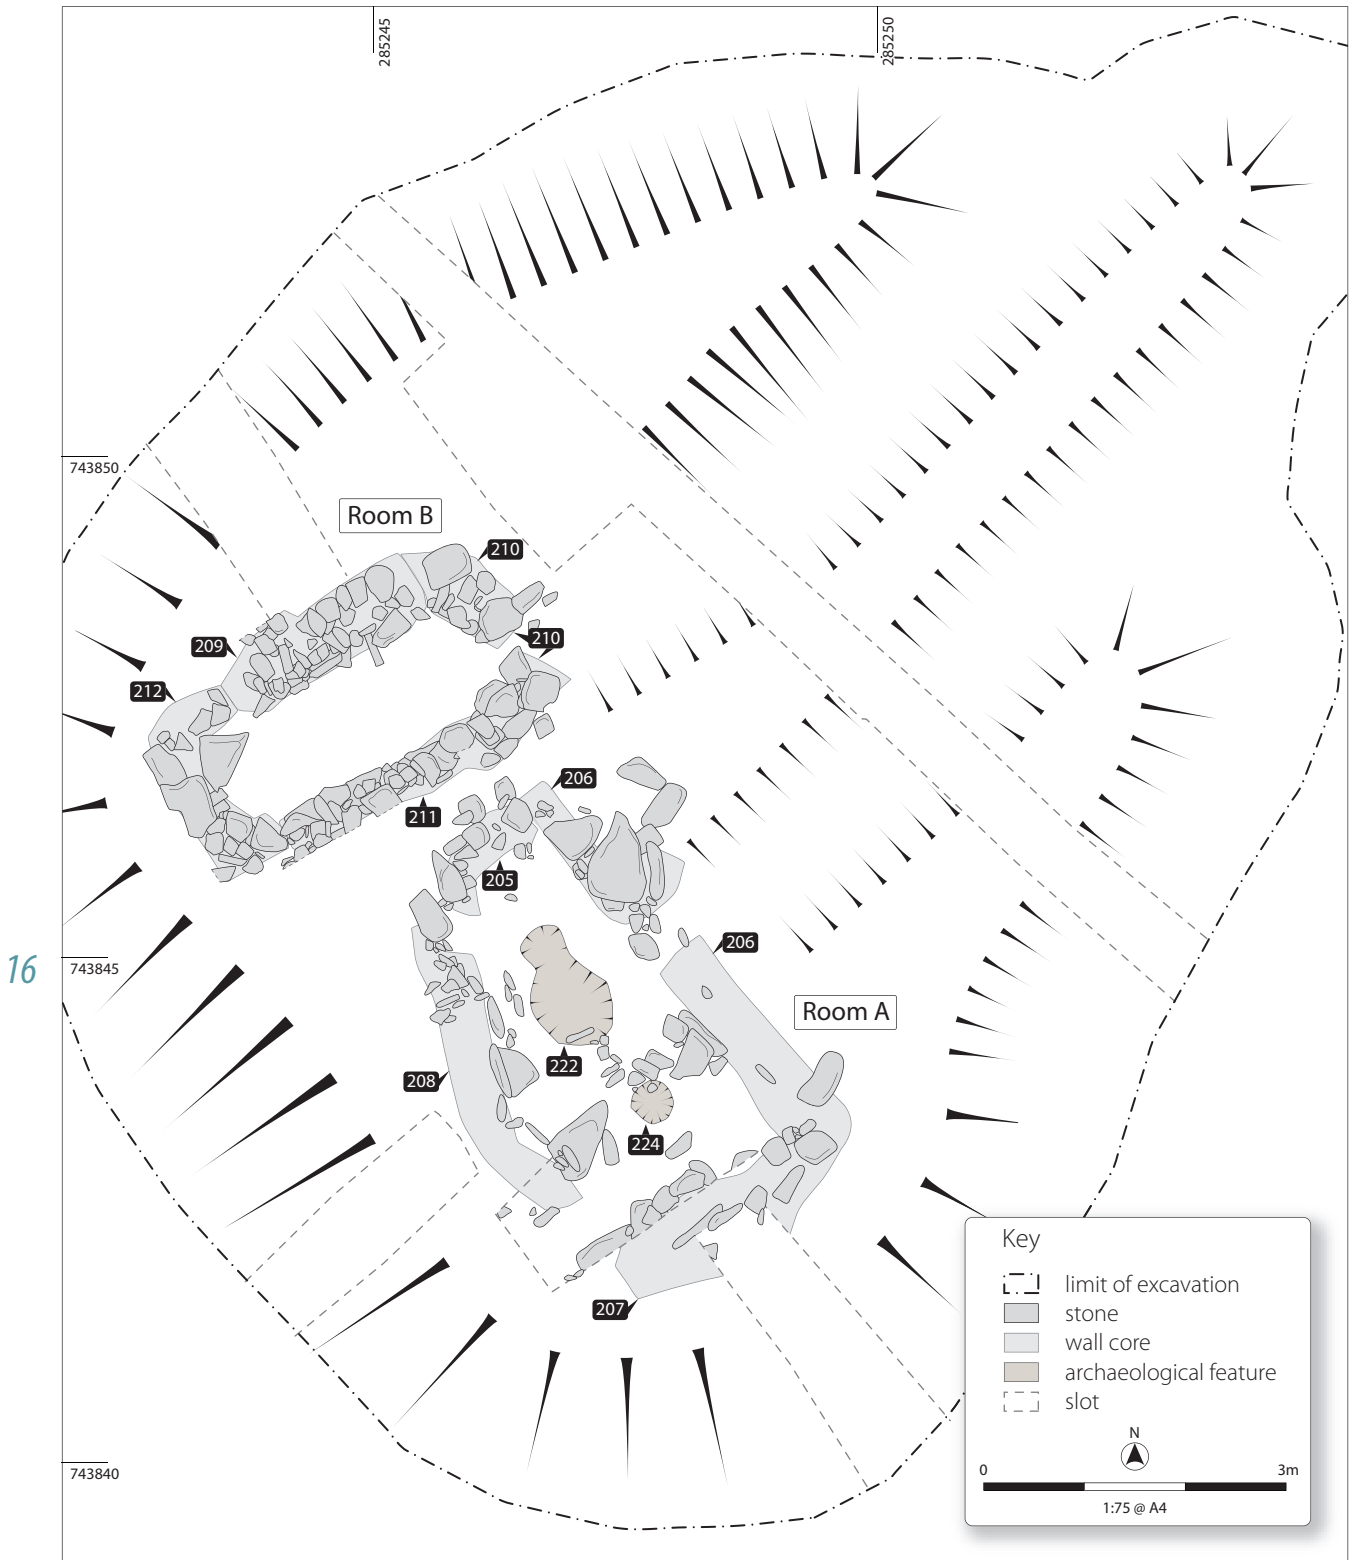 285245
285250
743850
Room B
210
210
209
212
206
211
205
16
743845
206
Room A
222
208
224
207
743840
Key
limit of excavation
stone
wall core
archaeological feature
slot
N
0 3m
1:75 @ A4